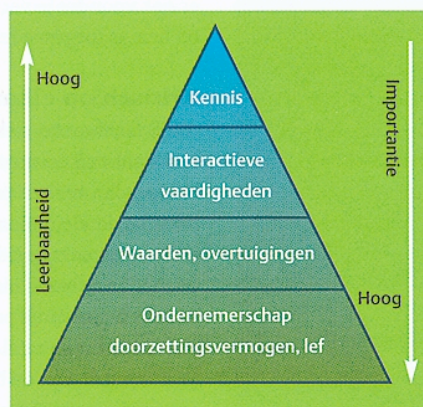 Hoog
Leerbaarheid
Kennis
Interactieve
vaardigheden
Waarden, overtuigingen
Ondernemerschap
doorzettingsvermogen, lef
Importantie
Hoog